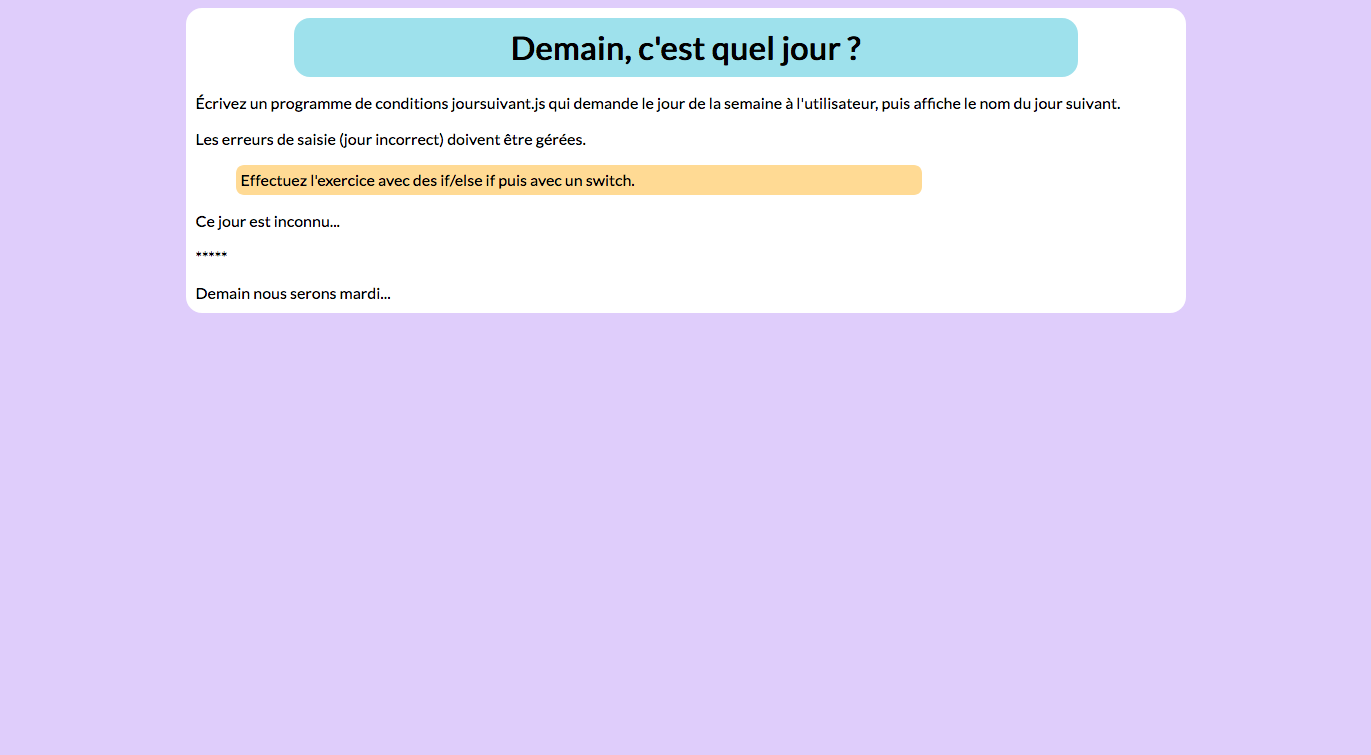 Demain, c'est quel jour ?
Écrivez un programme de conditions joursuivant.js qui demande le jour de la semaine à l'utilisateur, puis affiche le nom du jour suivant.
Les erreurs de saisie (jour incorrect) doivent être gérées.
Effectuez l'exercice avec des if/else if puis avec un switch.
Ce jour est inconnu...
*****
Demain nous serons mardi...